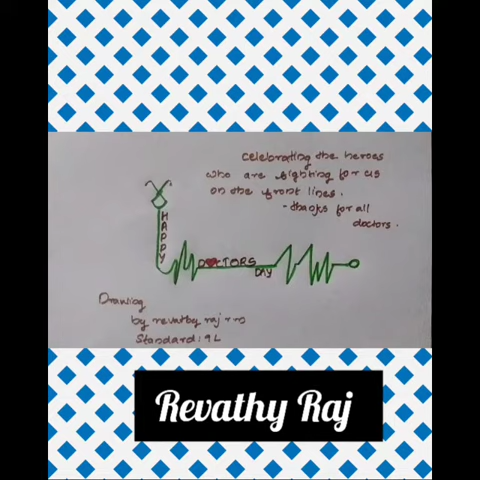 Celebrating the heroes
who are fighting for us
on the front lines.
- thanks for all
doctors.
HAPPY
DOCTORS
DAY
Drawing
by revathy raj
Standard: 9L
Revathy Raj